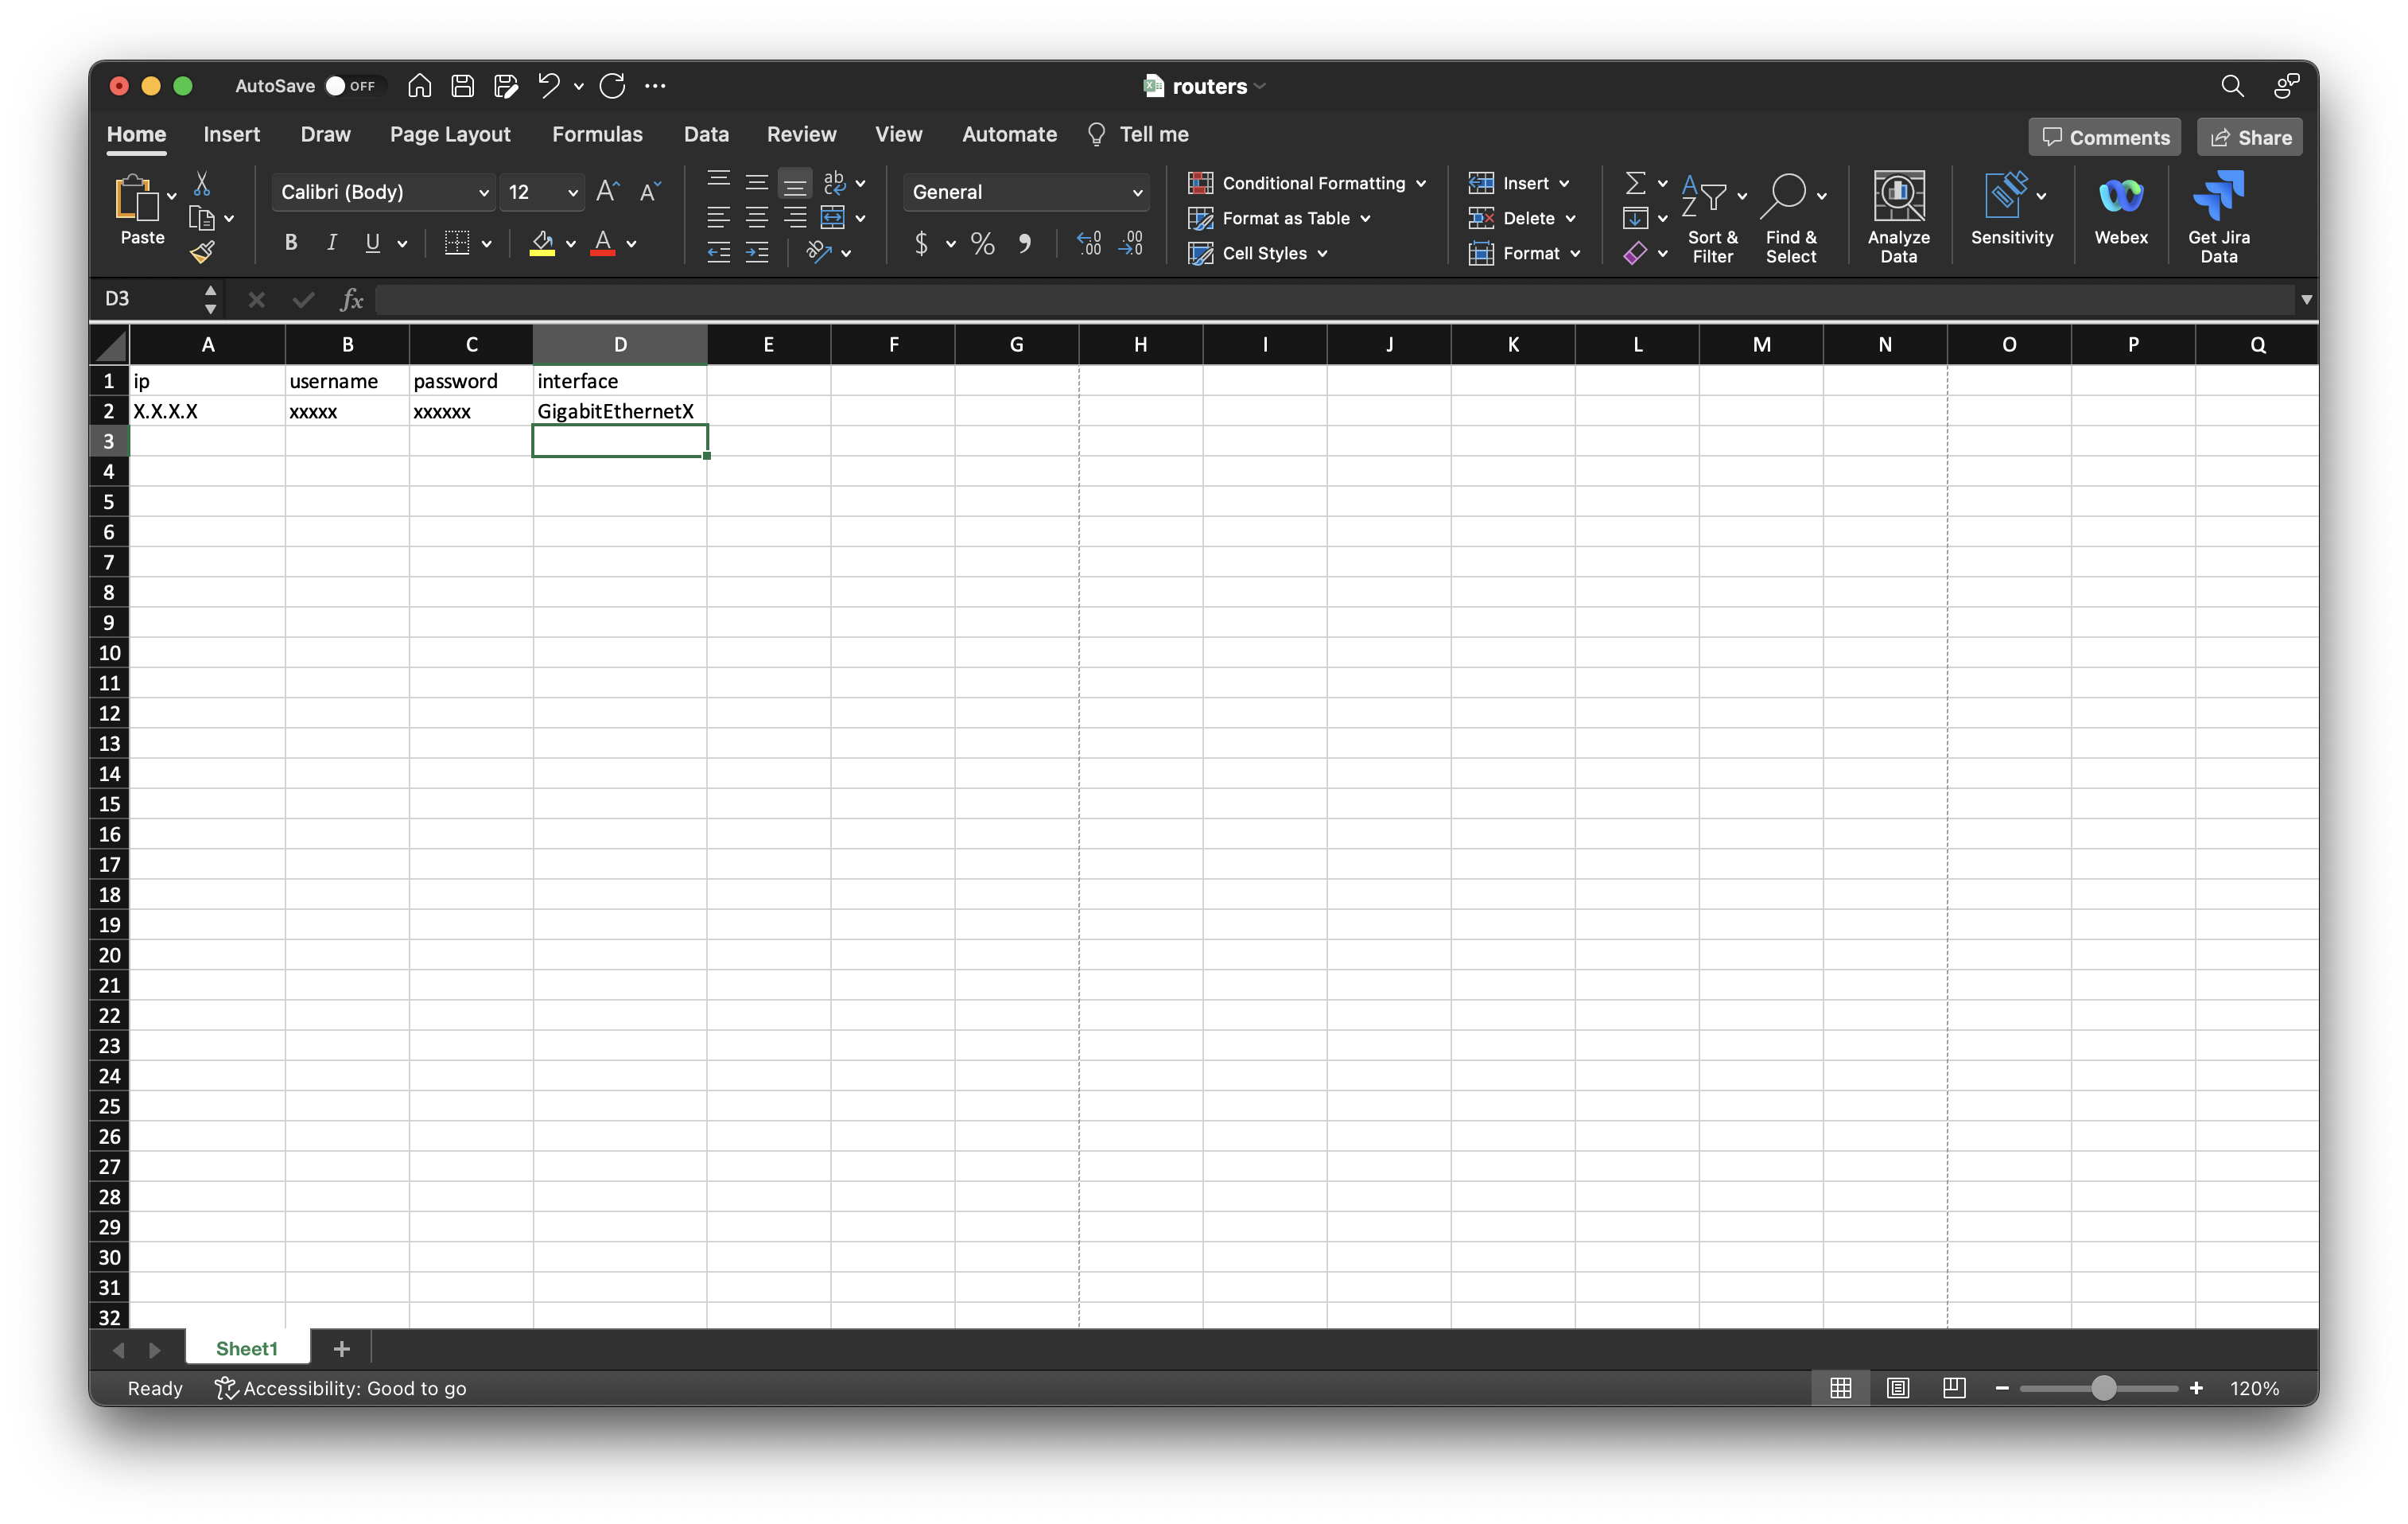 AutoSave OFF routers
Home Insert Draw Page Layout Formulas Data Review View Automate Tell me Comments Share
Paste
Calibri (Body) 12
B I U A
ab
c
General
$ % , .0 .00
Conditional Formatting
Format as Table
Cell Styles
Insert
Delete
Format
Sort & Filter
Find & Select
Analyze Data
Sensitivity
Webex
Get Jira Data
D3 fx
A B C D E F G H I J K L M N O P Q
1 ip username password interface
2 X.X.X.X xxxxx xxxxxx GigabitEthernetX
3
4
5
6
7
8
9
10
11
12
13
14
15
16
17
18
19
20
21
22
23
24
25
26
27
28
29
30
31
32
Sheet1 +
Ready Accessibility: Good to go 120%